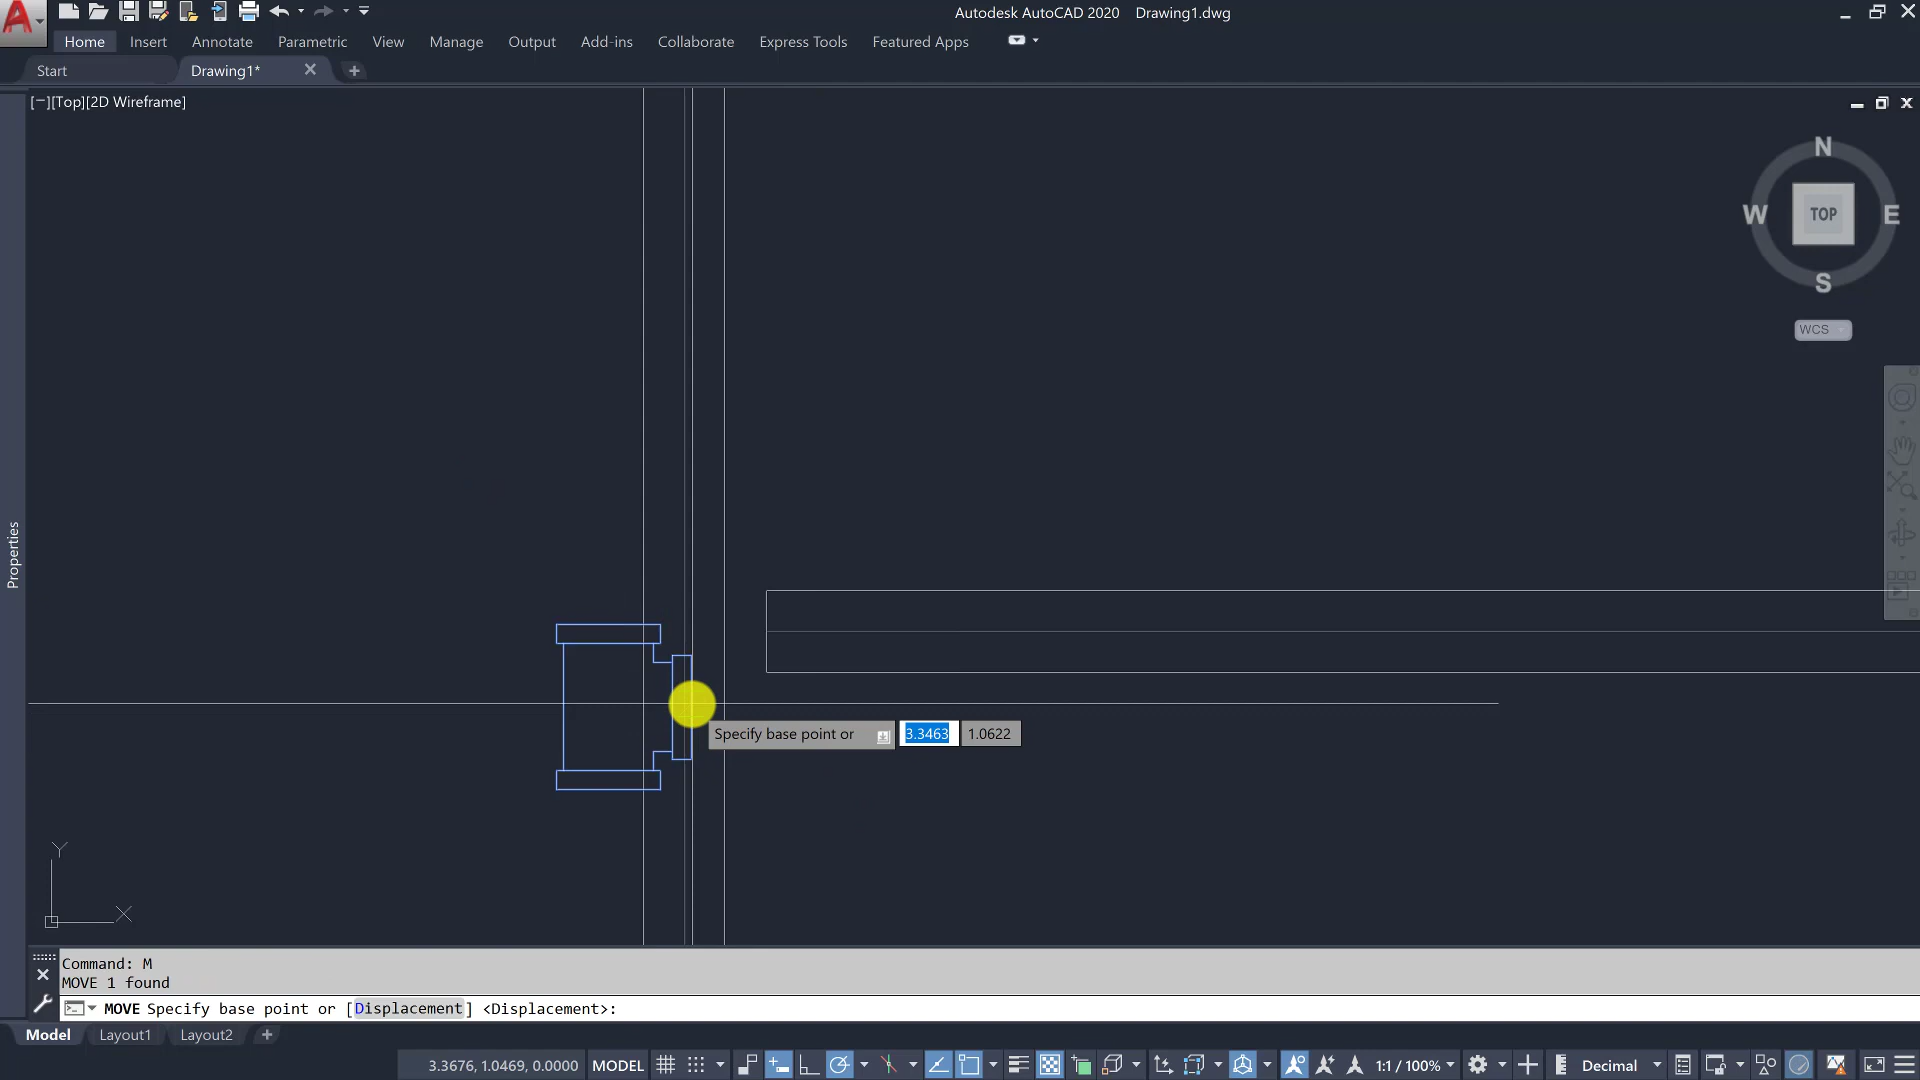 Autodesk AutoCAD 2020 Drawing1.dwg
Home Insert Annotate Parametric View Manage Output Add-ins Collaborate Express Tools Featured Apps
Start Drawing1*
[−][Top][2D Wireframe]
N
W TOP E
S
WCS
Properties
Specify base point or 3.3463 1.0622
Y
X
Command: M
MOVE 1 found
MOVE Specify base point or [Displacement] <Displacement>:
Model Layout1 Layout2
3.3676, 1.0469, 0.0000 MODEL 1:1 / 100% Decimal